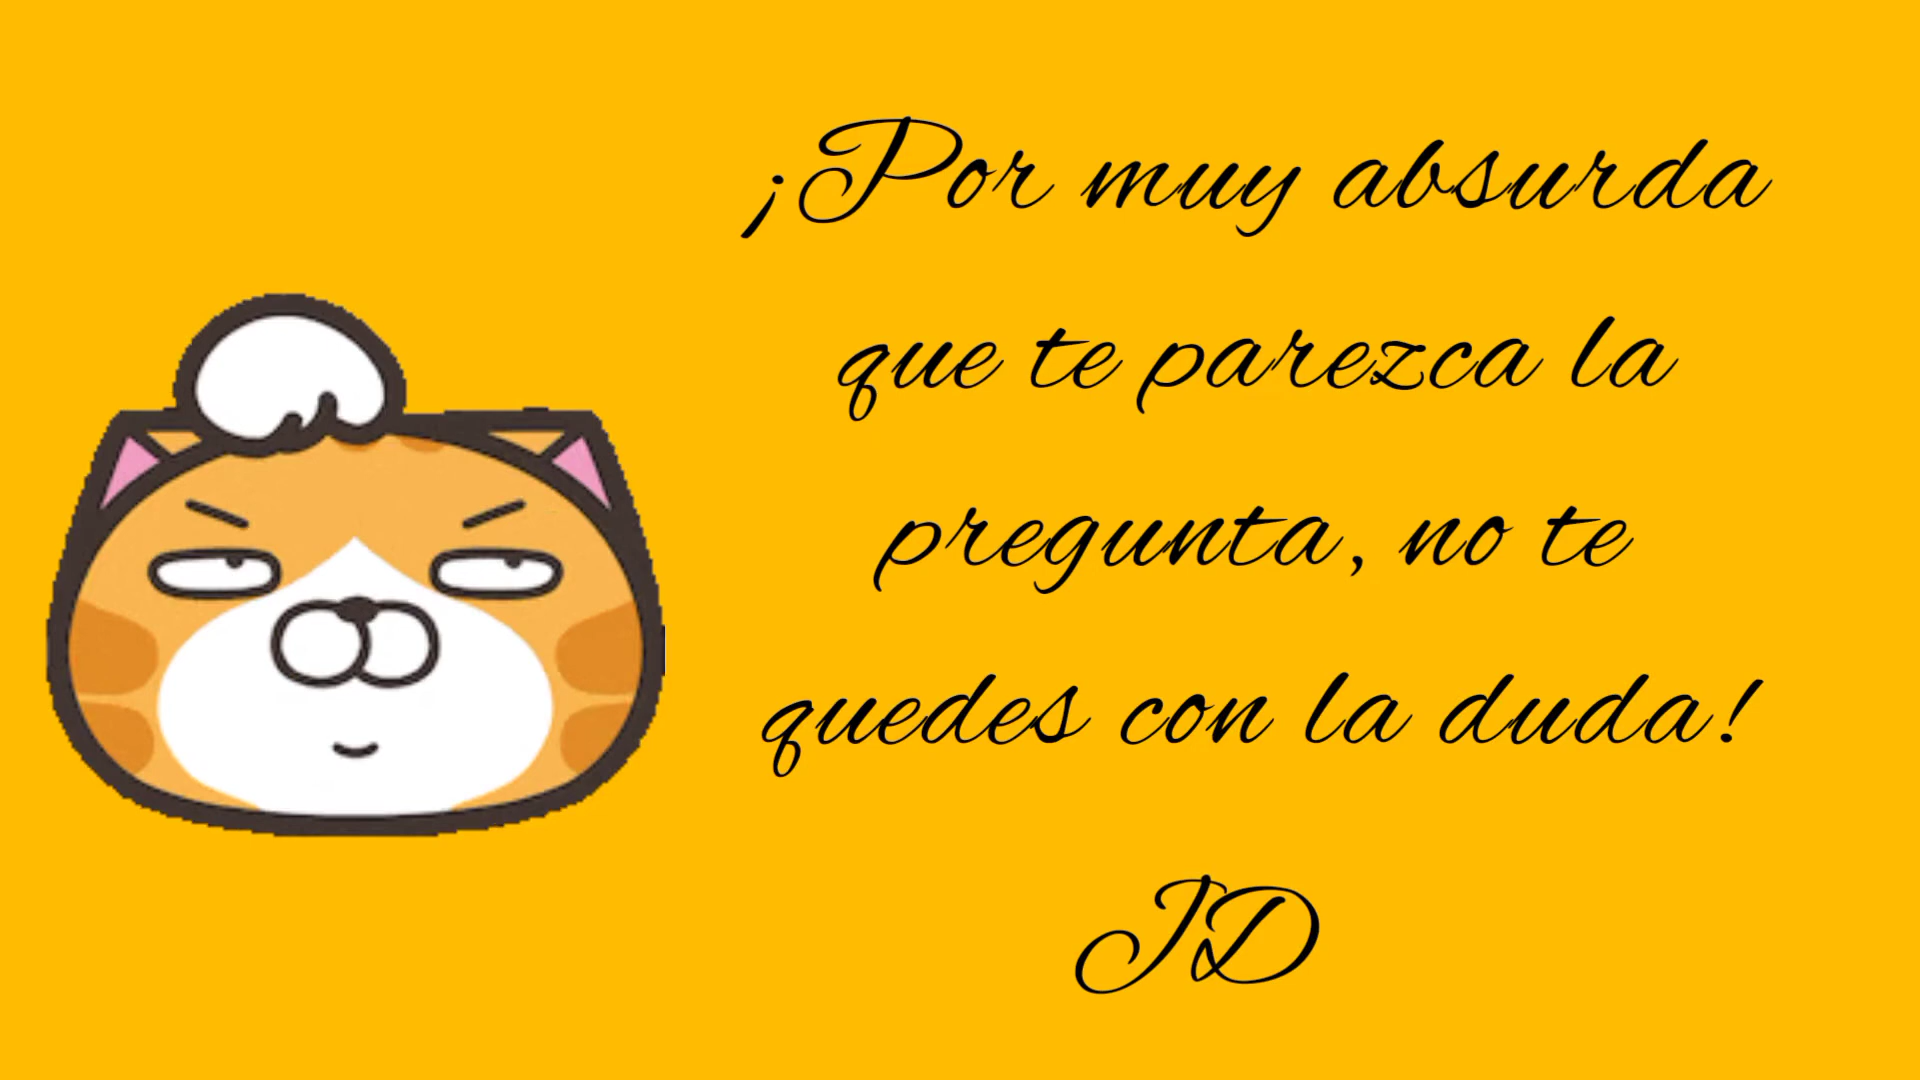 ¡Por muy absurda
que te parezca la
pregunta, no te
quedes con la duda!
JD